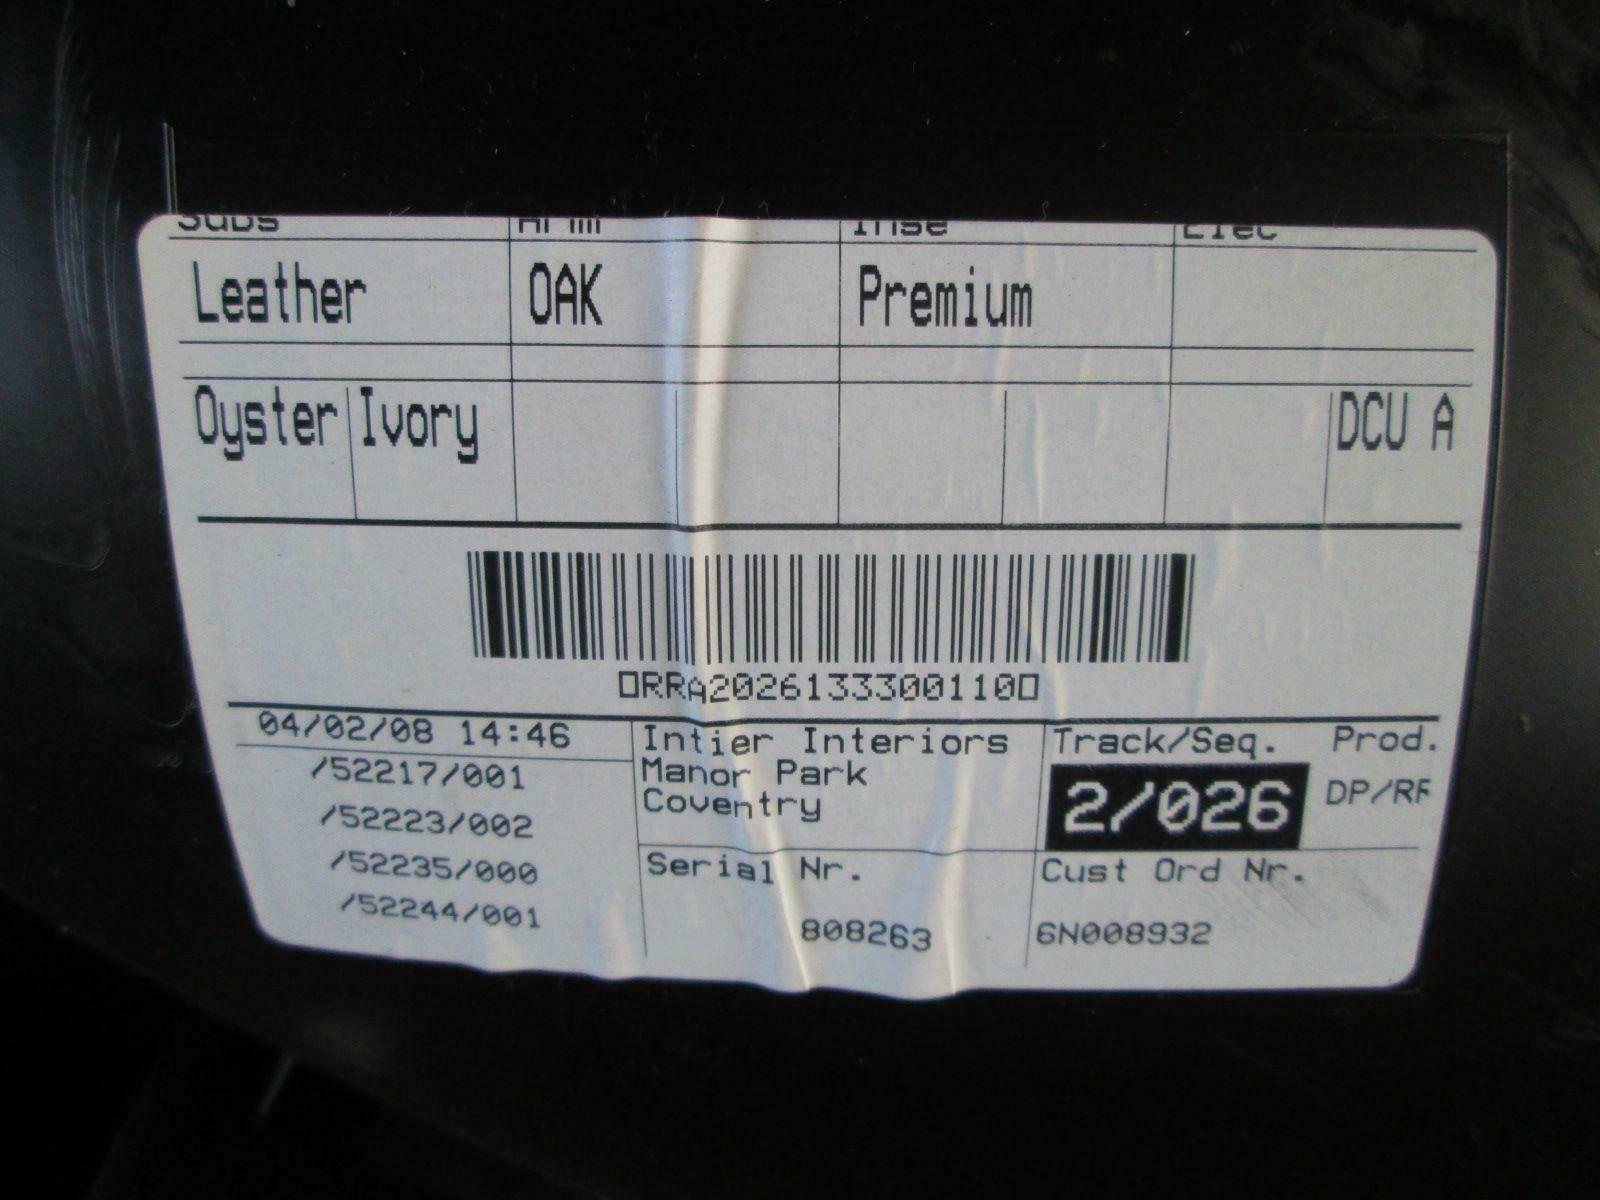 Subs
Leather OAK Premium
Oyster Ivory DCU A
RRA2026133300110
04/02/08 14:46 Intier Interiors Track/Seq. Prod.
/52217/001 Manor Park 2/026 DP/RF
/52223/002 Coventry
/52235/000 Serial Nr. Cust Ord Nr.
/52244/001 808263 6N008932